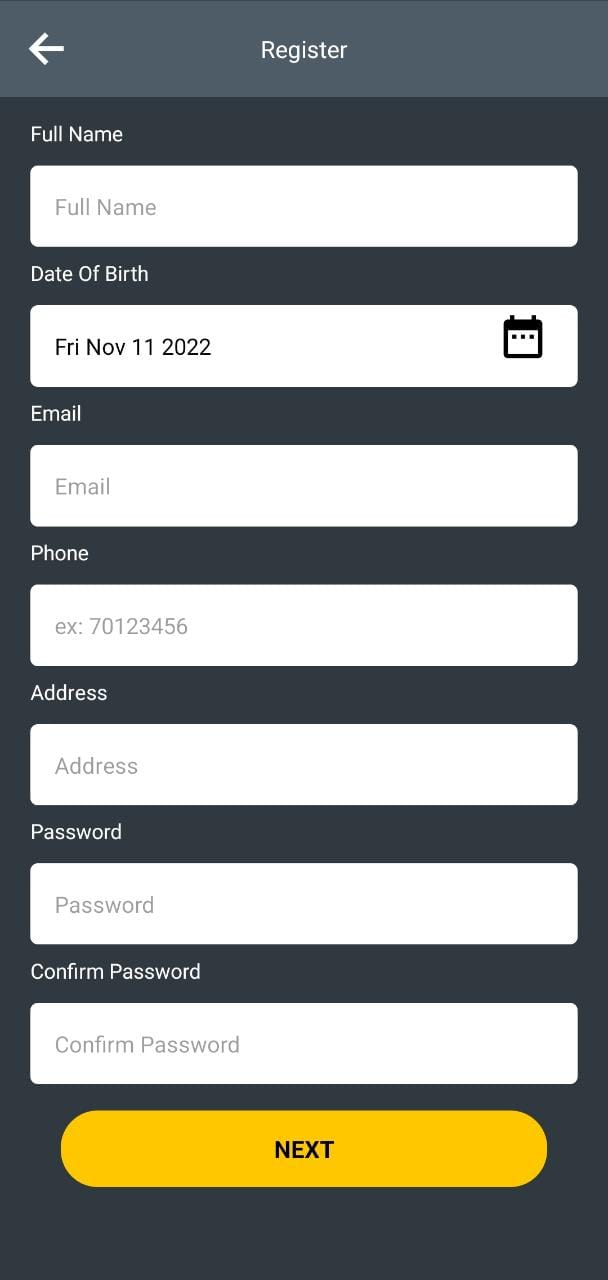 Register
Full Name
Full Name
Date Of Birth
Fri Nov 11 2022
Email
Email
Phone
ex: 70123456
Address
Address
Password
Password
Confirm Password
Confirm Password
NEXT